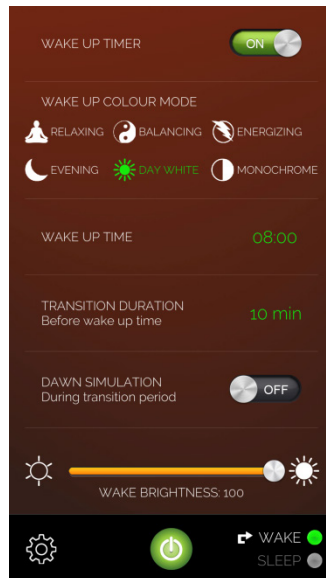 WAKE UP TIMER ON
WAKE UP COLOUR MODE
RELAXING BALANCING ENERGIZING
EVENING DAY WHITE MONOCHROME
WAKE UP TIME 08:00
TRANSITION DURATION
Before wake up time
10 min
DAWN SIMULATION
During transition period
OFF
WAKE BRIGHTNESS: 100
WAKE
SLEEP